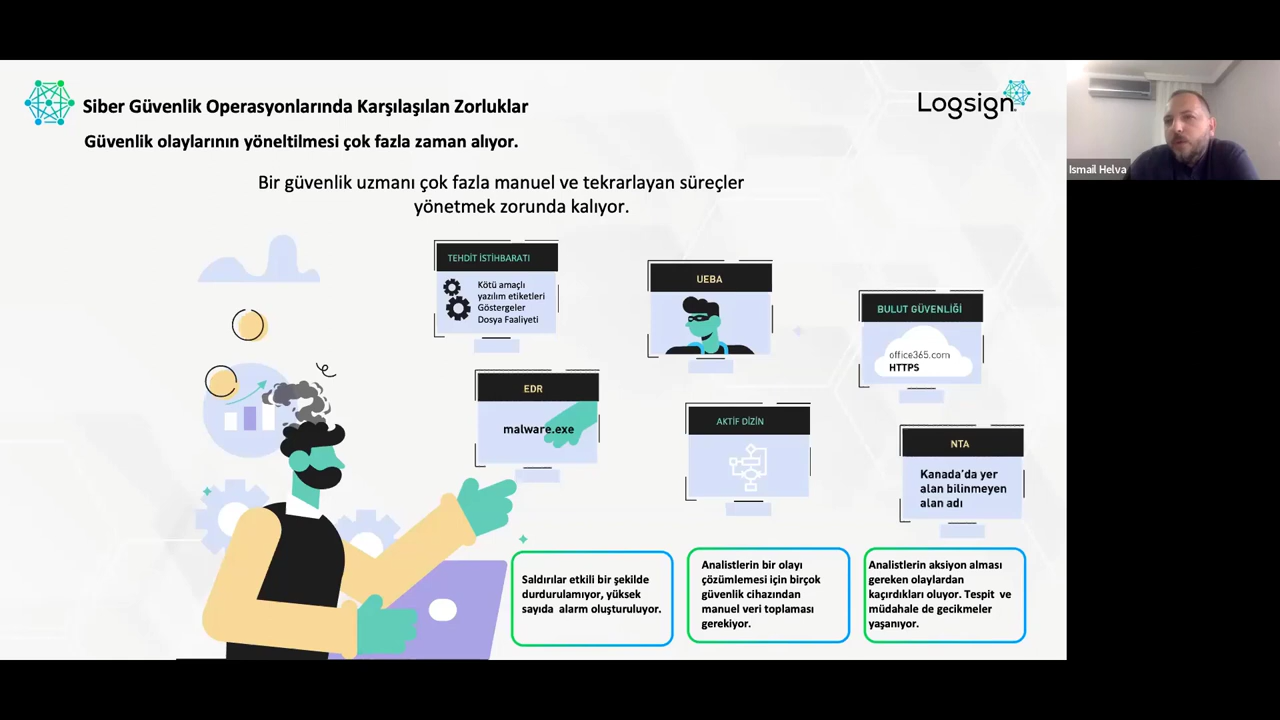 Siber Güvenlik Operasyonlarında Karşılaşılan Zorluklar
Güvenlik olaylarının yöneltilmesi çok fazla zaman alıyor.
Logsign
Ismail Helva
Bir güvenlik uzmanı çok fazla manuel ve tekrarlayan süreçler
yönetmek zorunda kalıyor.
TEHDİT İSTİHBARATI
Kötü amaçlı
yazılım etiketleri
Göstergeler
Dosya Faaliyeti
UEBA
BULUT GÜVENLİĞİ
office365.com
HTTPS
EDR
malware.exe
AKTİF DİZİN
NTA
Kanada'da yer
alan bilinmeyen
alan adı
Saldırılar etkili bir şekilde
durdurulamıyor, yüksek
sayıda alarm oluşturuluyor.
Analistlerin bir olayı
çözümlemesi için birçok
güvenlik cihazından
manuel veri toplaması
gerekiyor.
Analistlerin aksiyon alması
gereken olaylardan
kaçırdıkları oluyor. Tespit ve
müdahale de gecikmeler
yaşanıyor.